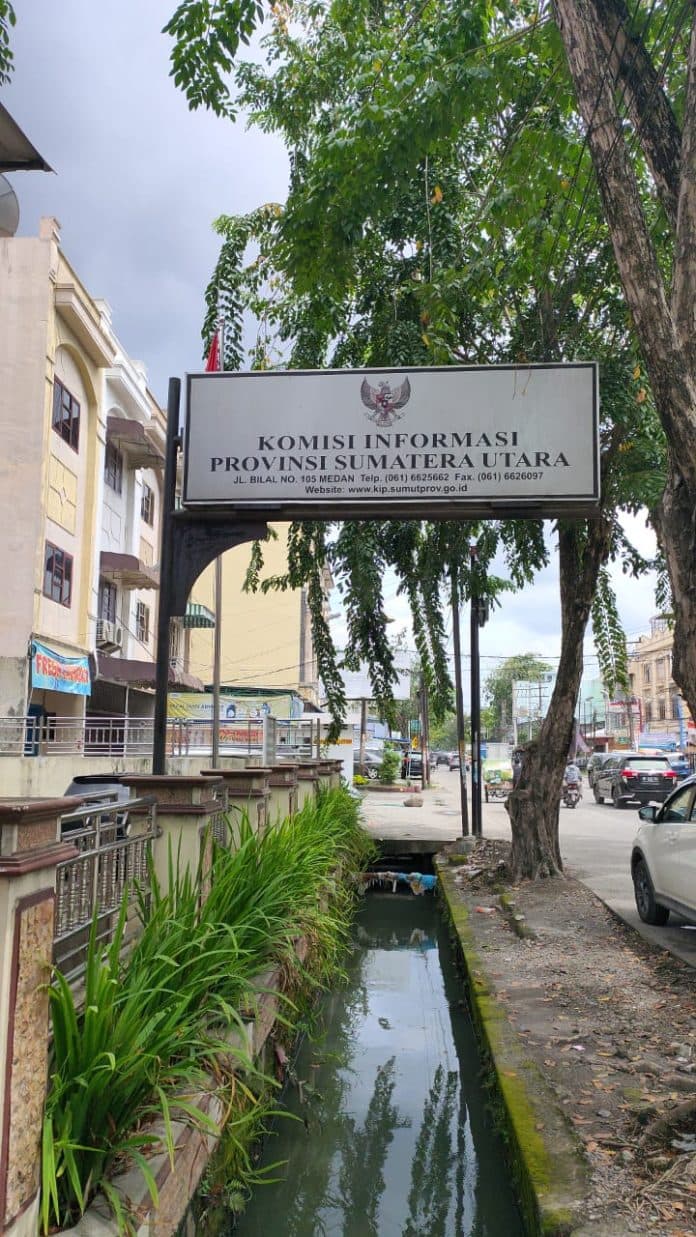 KOMISI INFORMASI
PROVINSI SUMATERA UTARA
JL. BILAL NO. 105 MEDAN Telp. (061) 6625662 Fax. (061) 6626097
Website: www.kip.sumutprov.go.id